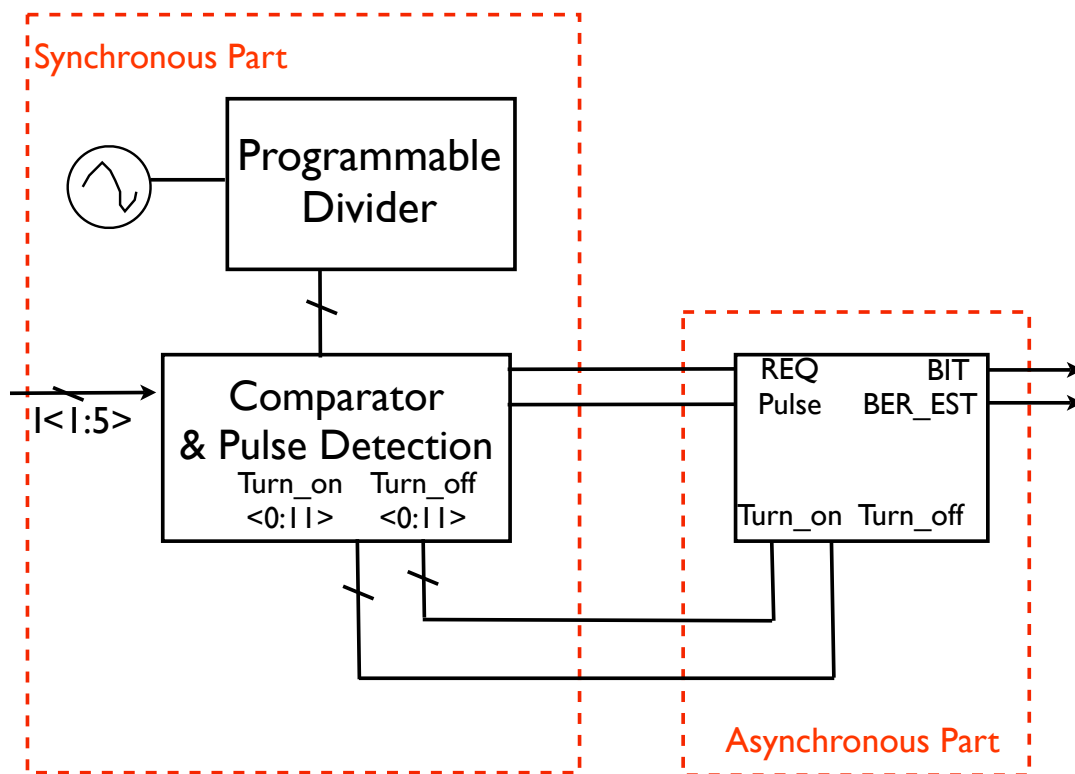 Synchronous Part
Programmable
Divider
I<1:5>
Comparator
& Pulse Detection
Turn_on Turn_off
<0:11> <0:11>
REQ BIT
Pulse BER_EST
Turn_on Turn_off
Asynchronous Part